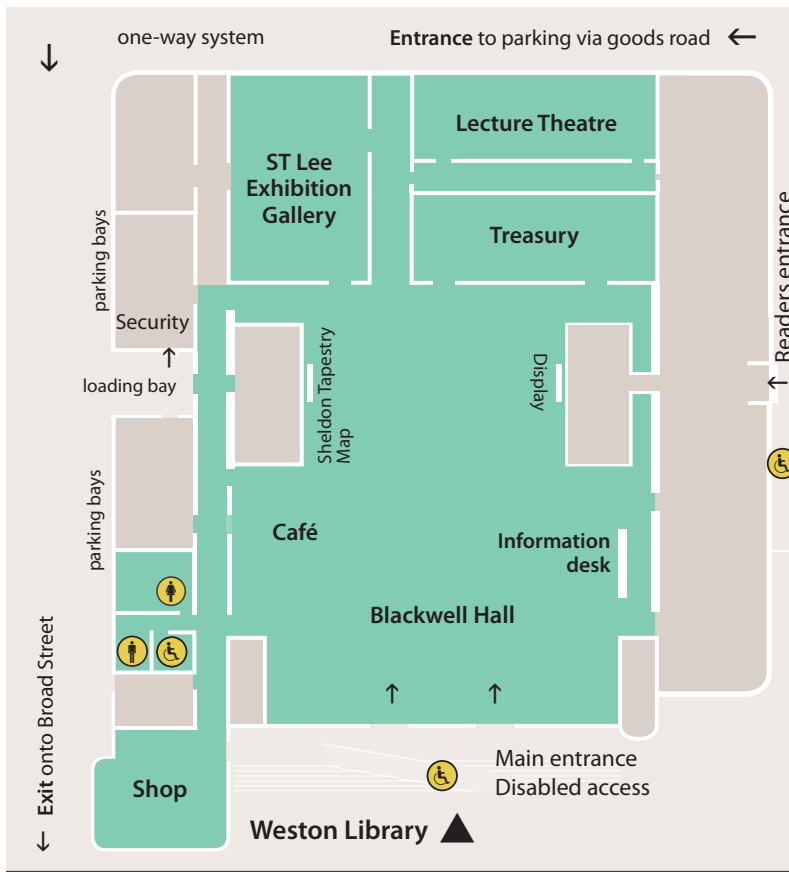 one-way system
Entrance to parking via goods road
Lecture Theatre
ST Lee
Exhibition
Gallery
Treasury
parking bays
Readers entrance
Security
loading bay
Sheldon Tapestry
Map
Display
parking bays
Café
Information
desk
Blackwell Hall
Exit onto Broad Street
Main entrance
Disabled access
Shop
Weston Library